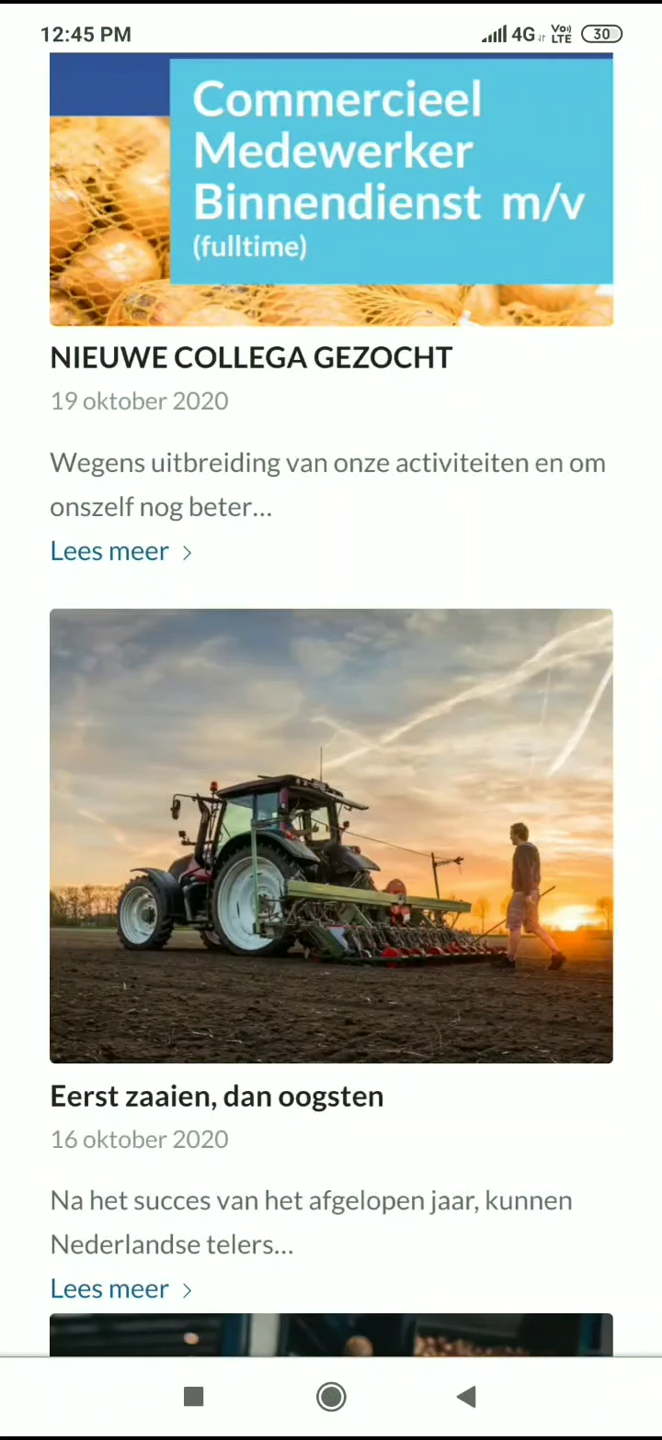 12:45 PM
4G Vo)) LTE 30
Commercieel
Medewerker
Binnendienst m/v
(fulltime)
NIEUWE COLLEGA GEZOCHT
19 oktober 2020
Wegens uitbreiding van onze activiteiten en om
onszelf nog beter...
Lees meer >
Eerst zaaien, dan oogsten
16 oktober 2020
Na het succes van het afgelopen jaar, kunnen
Nederlandse telers...
Lees meer >